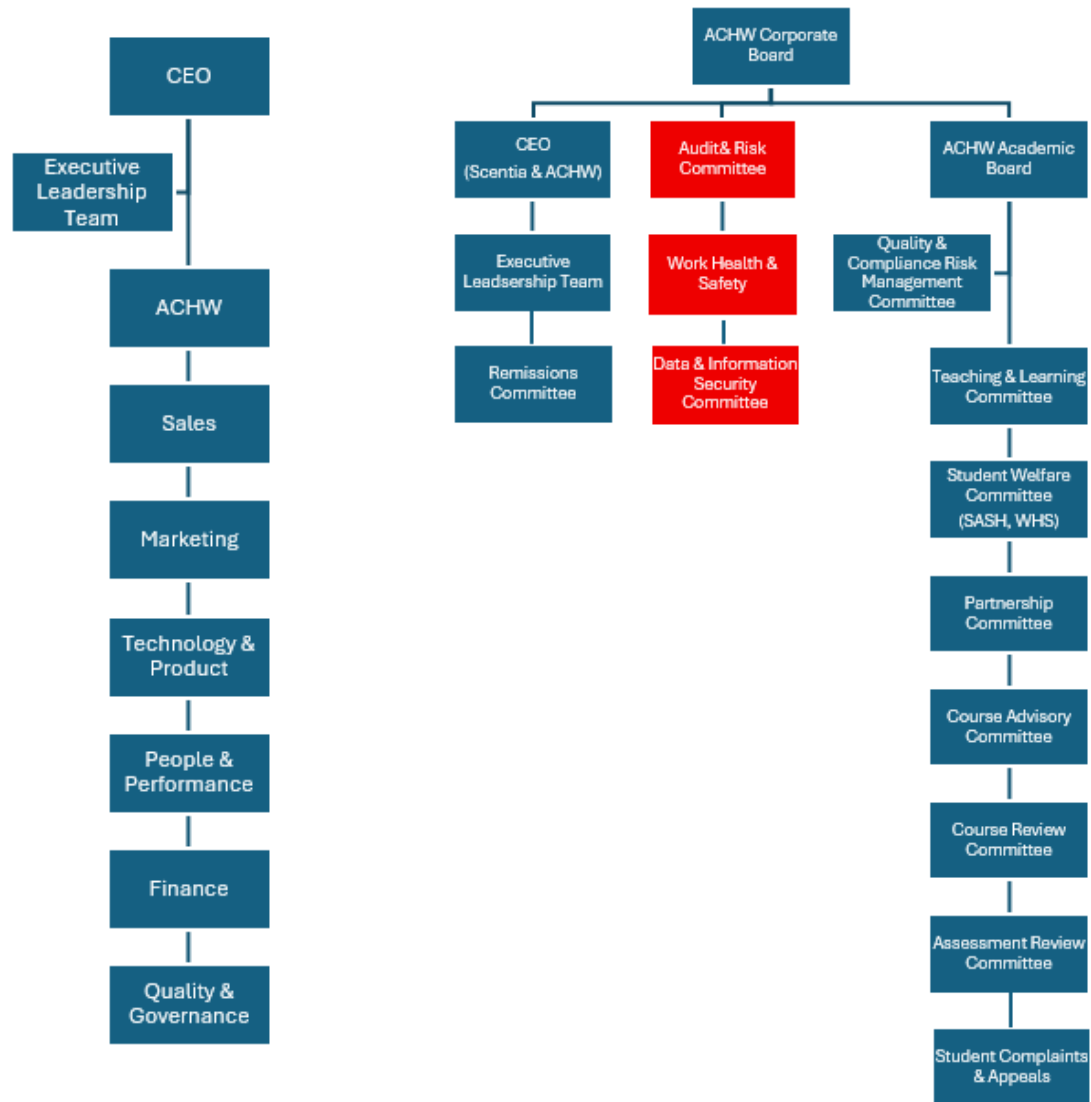 CEO
Executive
Leadership
Team
ACHW
Sales
Marketing
Technology &
Product
People &
Performance
Finance
Quality &
Governance
ACHW Corporate
Board
CEO
(Scentia & ACHW)
Executive
Leadsership Team
Remissions
Committee
Audit& Risk
Committee
Work Health &
Safety
Data & Information
Security
Committee
ACHW Academic
Board
Quality &
Compliance Risk
Management
Committee
Teaching & Learning
Committee
Student Welfare
Committee
(SASH, WHS)
Partnership
Committee
Course Advisory
Committee
Course Review
Committee
Assessment Review
Committee
Student Complaints
& Appeals